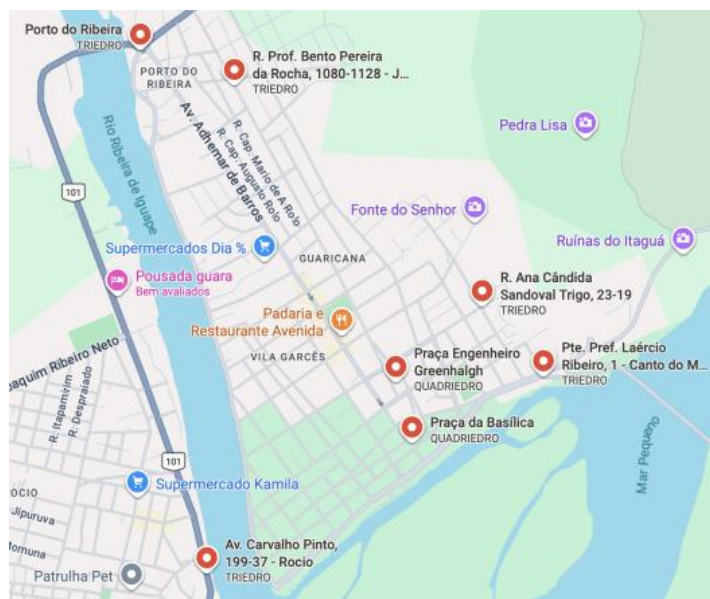 Porto do Ribeira
TRIEDRO
R. Prof. Bento Pereira
da Rocha, 1080-1128 - J...
TRIEDRO
PORTO DO
RIBEIRA
Pedra Lisa
Rio Ribeira de Iguape
Av. Adhemar de Barros
R. Cap. Mario de A Rolo
R. Cap. Augusto Rolo
101
Fonte do Senhor
Supermercados Dia %
GUARICANA
Ruínas do Itaguá
Pousada guara
Bem avaliados
R. Ana Cândida
Sandoval Trigo, 23-19
TRIEDRO
Padaria e
Restaurante Avenida
VILA GARCÊS
Praça Engenheiro
Greenhalgh
QUADRIEDRO
Pte. Pref. Laércio
Ribeiro, 1 - Canto do M...
TRIEDRO
oaquim Ribeiro Neto
R. Itapamirim
R. Despraiado
Praça da Basílica
QUADRIEDRO
Mar Pequeno
101
Supermercado Kamila
OCIO
Jipuruva
Momuna
Av. Carvalho Pinto,
199-37 - Rocio
TRIEDRO
Patrulha Pet